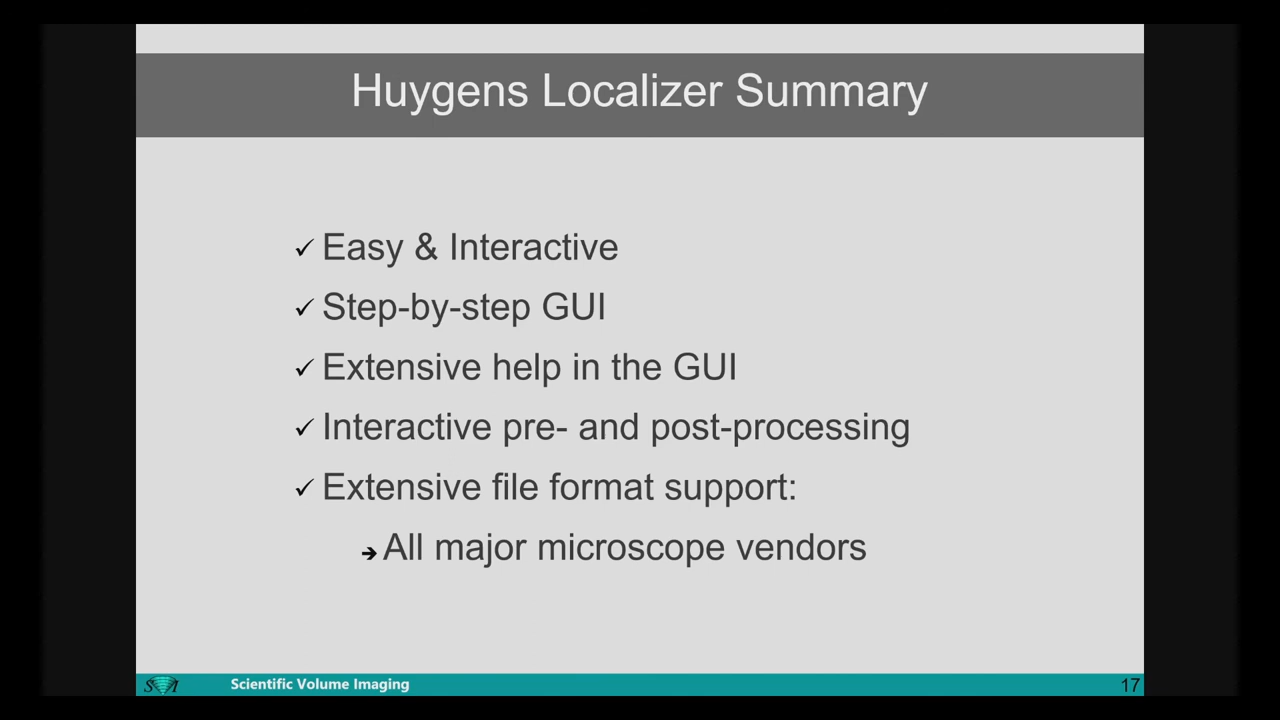 Huygens Localizer Summary
✓ Easy & Interactive
✓ Step-by-step GUI
✓ Extensive help in the GUI
✓ Interactive pre- and post-processing
✓ Extensive file format support:
➔ All major microscope vendors
SVI Scientific Volume Imaging 17